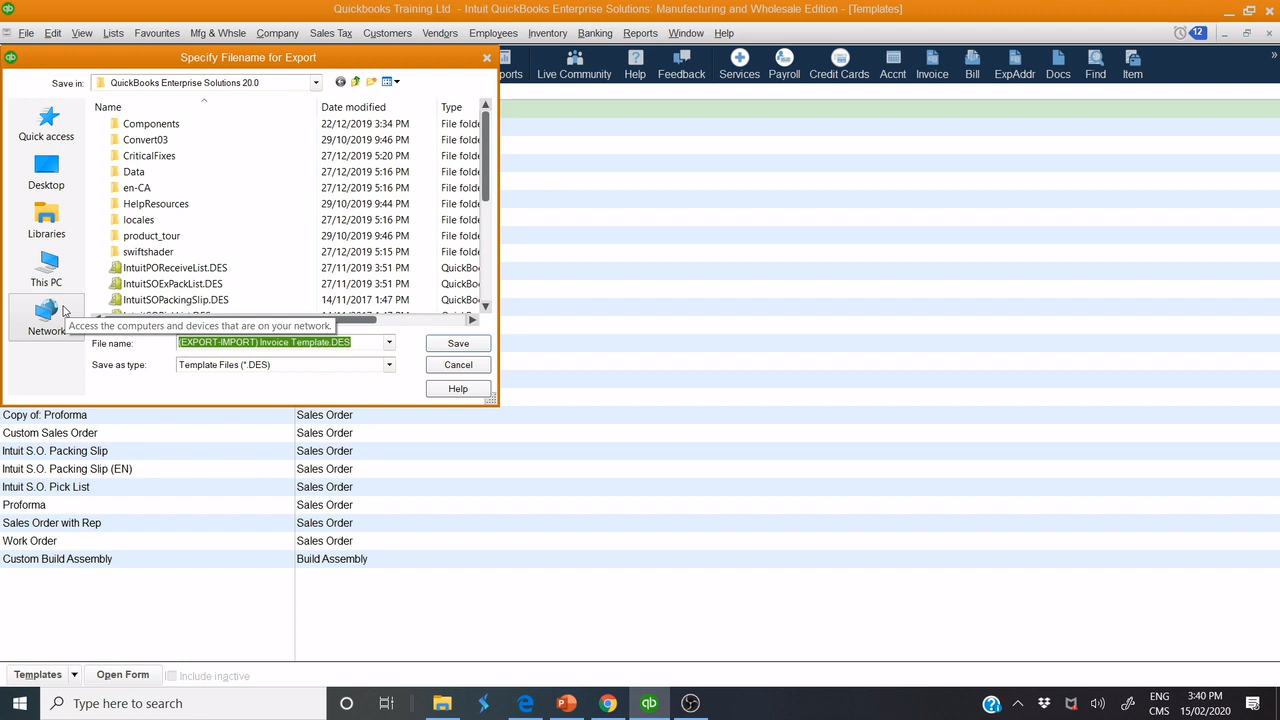 Quickbooks Training Ltd - Intuit QuickBooks Enterprise Solutions: Manufacturing and Wholesale Edition - [Templates]
File Edit View Lists Favourites Mfg & Whsle Company Sales Tax Customers Vendors Employees Inventory Banking Reports Window Help 12
Specify Filename for Export
ports Live Community Help Feedback Services Payroll Credit Cards Accnt Invoice Bill ExpAddr Docs Find Item
Save in: QuickBooks Enterprise Solutions 20.0
Name Date modified Type
Components 22/12/2019 3:34 PM File folde
Convert03 29/10/2019 9:46 PM File folde
CriticalFixes 27/12/2019 5:20 PM File folde
Data 27/12/2019 5:16 PM File folde
en-CA 27/12/2019 5:16 PM File folde
HelpResources 29/10/2019 9:44 PM File folde
locales 27/12/2019 5:16 PM File folde
product_tour 29/10/2019 9:46 PM File folde
swiftshader 27/12/2019 5:15 PM File folde
IntuitPOReceiveList.DES 27/11/2019 3:51 PM QuickBo
IntuitSOExPackList.DES 27/11/2019 3:51 PM QuickBo
IntuitSOPackingSlip.DES 14/11/2017 1:47 PM QuickBo
Quick access
Desktop
Libraries
This PC
Network
Access the computers and devices that are on your network.
File name: (EXPORT-IMPORT) Invoice Template.DES Save
Save as type: Template Files (*.DES) Cancel
Help
Copy of: Proforma Sales Order
Custom Sales Order Sales Order
Intuit S.O. Packing Slip Sales Order
Intuit S.O. Packing Slip (EN) Sales Order
Intuit S.O. Pick List Sales Order
Proforma Sales Order
Sales Order with Rep Sales Order
Work Order Sales Order
Custom Build Assembly Build Assembly
Templates Open Form Include inactive
Type here to search
ENG 3:40 PM
CMS 15/02/2020